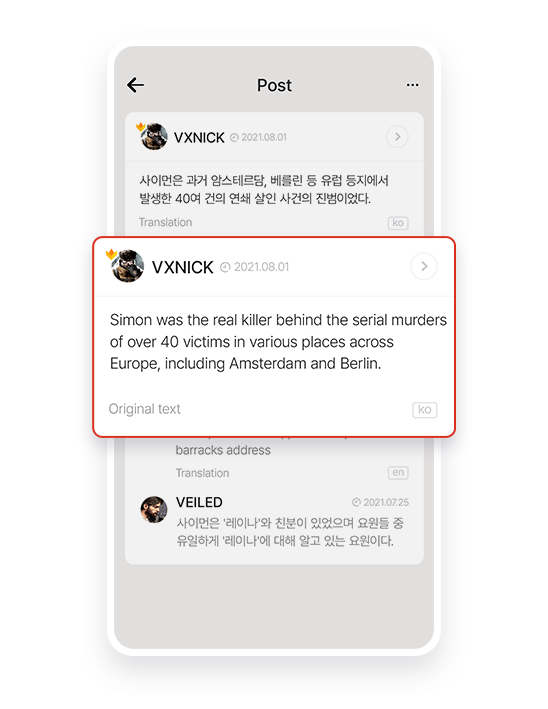 Post
VXNICK 2021.08.01
사이먼은 과거 암스테르담, 베를린 등 유럽 등지에서
발생한 40여 건의 연쇄 살인 사건의 진범이었다.
Translation ko
VXNICK 2021.08.01
Simon was the real killer behind the serial murders
of over 40 victims in various places across
Europe, including Amsterdam and Berlin.
Original text ko
barracks address
Translation en
VEILED 2021.07.25
사이먼은 '레이나'와 친분이 있었으며 요원들 중
유일하게 '레이나'에 대해 알고 있는 요원이다.